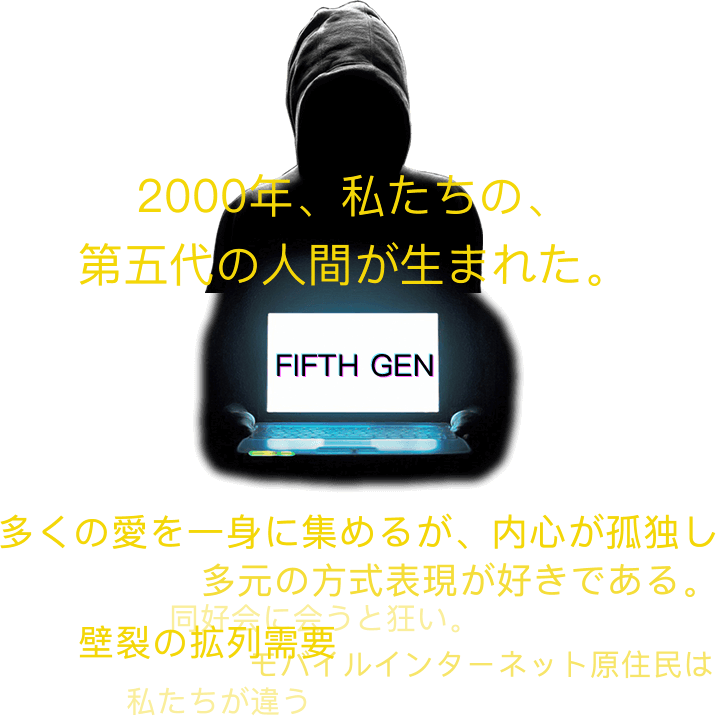 2000年、私たちの、
第五代の人間が生まれた。
FIFTH GEN
多くの愛を一身に集めるが、内心が孤独し
多元の方式表現が好きである。
同好会に会うと狂い。
壁裂の拡列需要
モバイルインターネット原住民は
私たちが違う